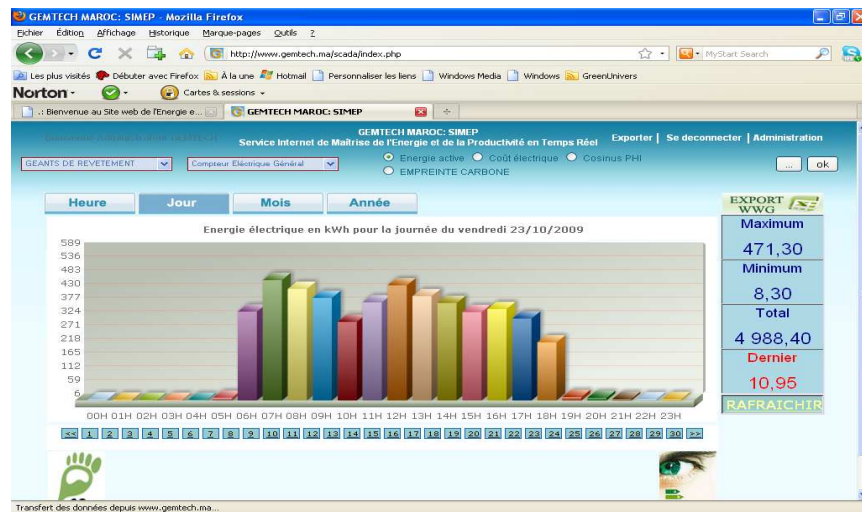 GEMTECH MAROC: SIMEP - Mozilla Firefox
Fichier Édition Affichage Historique Marque-pages Outils ?
http://www.gemtech.ma/scada/index.php
MyStart Search
Les plus visités Débuter avec Firefox À la une Hotmail Personnaliser les liens Windows Media Windows GreenUnivers
Norton Cartes & sessions
.: Bienvenue au Site web de l'Energie e... GEMTECH MAROC: SIMEP
GEMTECH MAROC: SIMEP
Service Internet de Maîtrise de l'Energie et de la Productivité en Temps Réel
Exporter | Se deconnecter | Administration
GEANTS DE REVETEMENT Compteur Eléctrique Général Energie active Coût éléctrique Cosinus PHI
EMPREINTE CARBONE
... ok
Heure Jour Mois Année
EXPORT
WWG
Energie électrique en kWh pour la journée du vendredi 23/10/2009
589
536
483
430
377
324
271
218
165
112
59
6
00H 01H 02H 03H 04H 05H 06H 07H 08H 09H 10H 11H 12H 13H 14H 15H 16H 17H 18H 19H 20H 21H 22H 23H
<< 1 2 3 4 5 6 7 8 9 10 11 12 13 14 15 16 17 18 19 20 21 22 23 24 25 26 27 28 29 30 >>
Maximum
471,30
Minimum
8,30
Total
4 988,40
Dernier
10,95
RAFRAICHIR
Transfert des données depuis www.gemtech.ma...